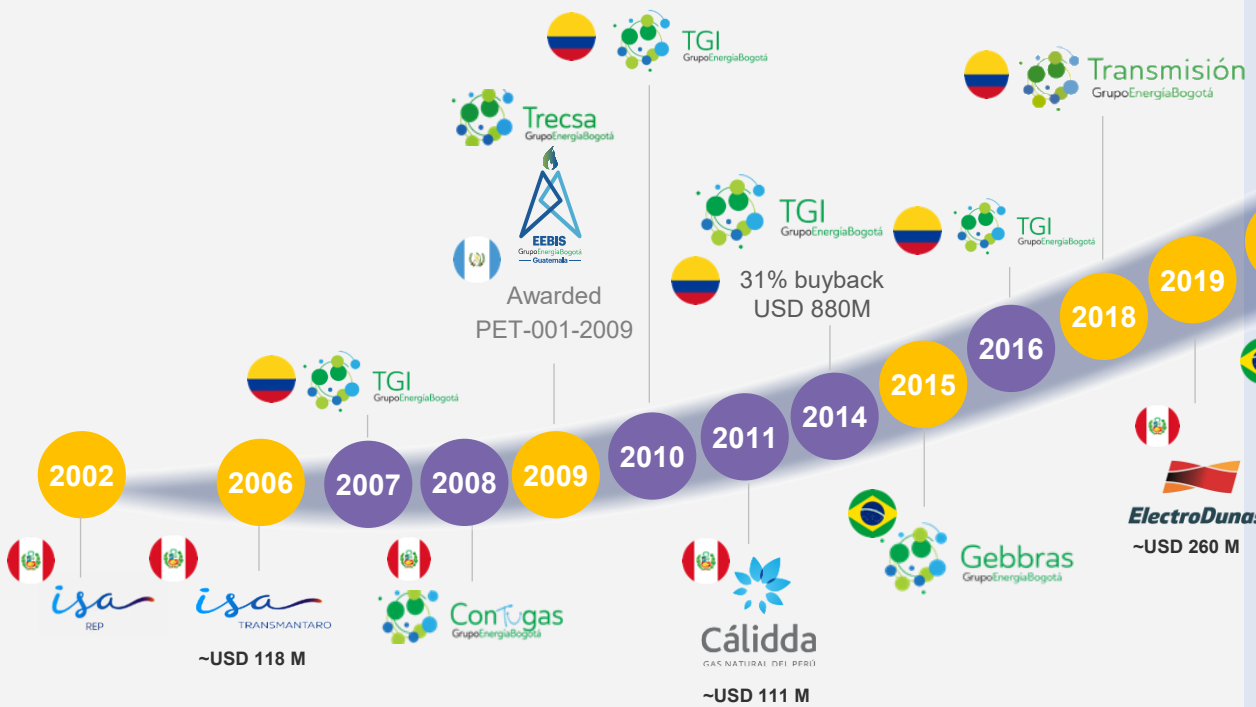 TGI
GrupoEnergíaBogotá
Transmisión
GrupoEnergíaBogotá
Trecsa
GrupoEnergíaBogotá
EEBIS
GrupoEnergíaBogotá
Guatemala
Awarded
PET-001-2009
TGI
GrupoEnergíaBogotá
31% buyback
USD 880M
TGI
GrupoEnergíaBogotá
TGI
GrupoEnergíaBogotá
2002
2006
2007
2008
2009
2010
2011
2014
2015
2016
2018
2019
isa
REP
isa
TRANSMANTARO
~USD 118 M
ConTugas
GrupoEnergíaBogotá
Cálidda
GAS NATURAL DEL PERÚ
~USD 111 M
Gebbras
GrupoEnergíaBogotá
ElectroDunas
~USD 260 M